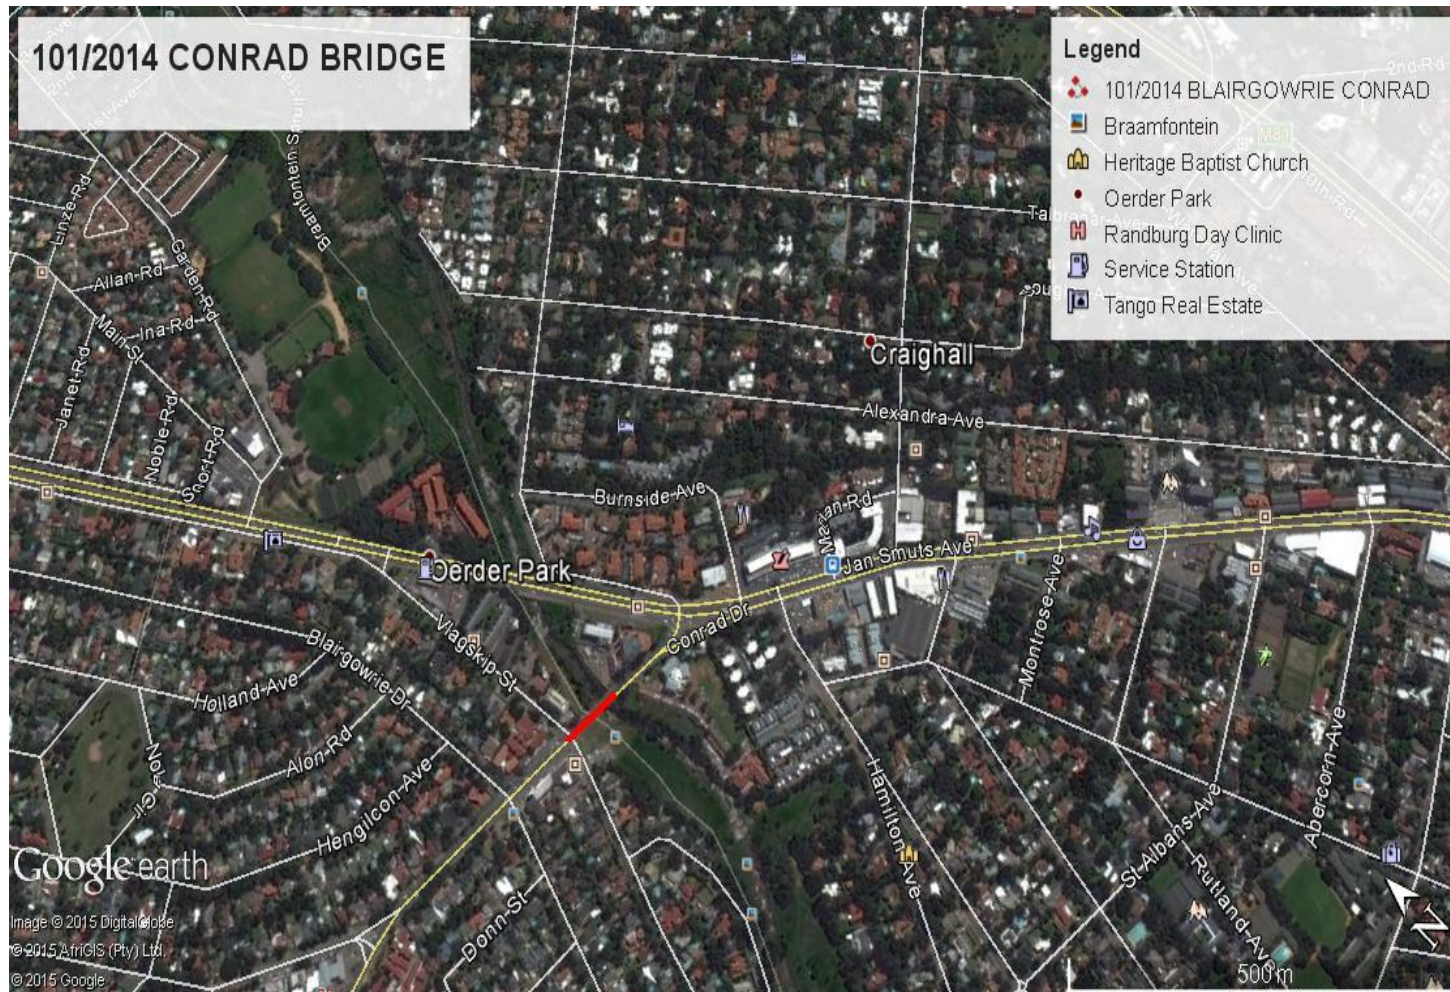 101/2014 CONRAD BRIDGE
Legend
101/2014 BLAIRGOWRIE CONRAD
Braamfontein
Heritage Baptist Church
Oerder Park
Randburg Day Clinic
Service Station
Tango Real Estate
2nd-Rd
M81
Linze-Rd
Garden-Rd
Allan-Rd
Ina-Rd
Main-St
Janet-Rd
Noble-Rd
Short-Rd
Craighall
Alexandra Ave
Burnside Ave
Jan Smuts Ave
Oerder Park
Conrad-Dr
Vlagskip-St
Blairgowrie-Dr
Holland-Ave
Alon-Rd
Hengilcon-Ave
Donn-St
Montrose-Ave
Hamilton-Ave
St-Albans-Ave
Rutland-Ave
Abercorn-Ave
Google earth
Image © 2015 DigitalGlobe
© 2015 AfriGIS (Pty) Ltd.
© 2015 Google
N
500 m